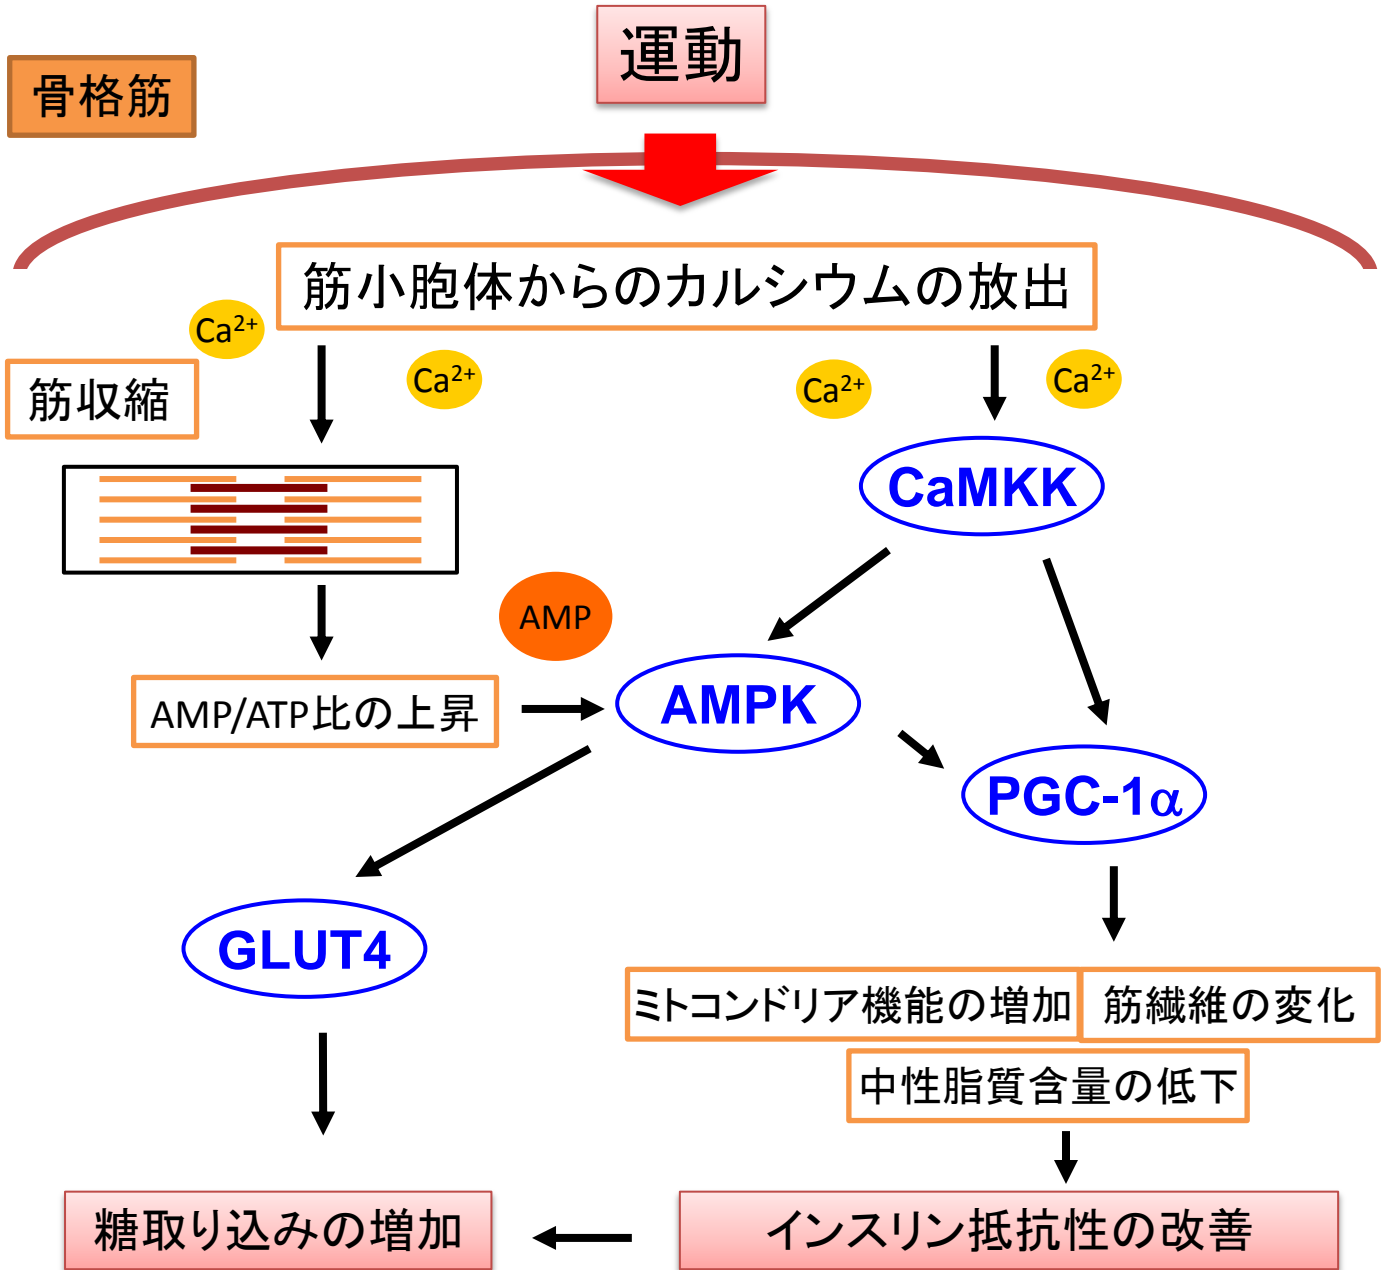 運動
骨格筋
筋小胞体からのカルシウムの放出
Ca²⁺
Ca²⁺
Ca²⁺
Ca²⁺
筋収縮
CaMKK
AMP
AMP/ATP比の上昇
AMPK
PGC-1α
GLUT4
ミトコンドリア機能の増加
筋繊維の変化
中性脂質含量の低下
糖取り込みの増加
インスリン抵抗性の改善